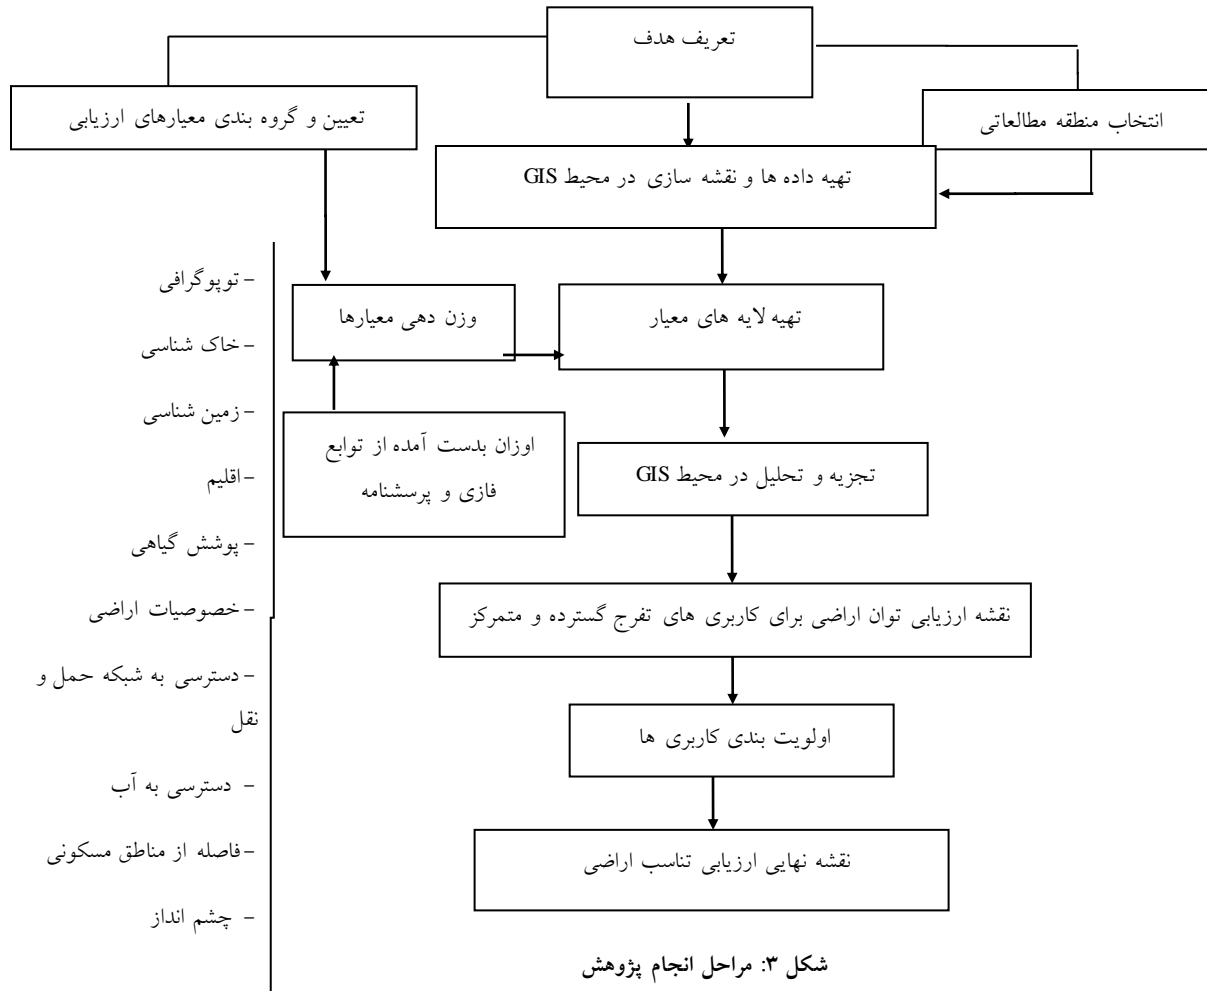 تعریف هدف
تعیین و گروه بندی معیارهای ارزیابی
انتخاب منطقه مطالعاتی
تهیه داده ها و نقشه سازی در محیط GIS
وزن دهی معیارها
تهیه لایه های معیار
اوزان بدست آمده از توابع
فازی و پرسشنامه
تجزیه و تحلیل در محیط GIS
نقشه ارزیابی توان اراضی برای کاربری های تفرج گسترده و متمرکز
اولویت بندی کاربری ها
نقشه نهایی ارزیابی تناسب اراضی
-توپوگرافی
-خاک شناسی
-زمین شناسی
-اقلیم
-پوشش گیاهی
-خصوصیات اراضی
-دسترسی به شبکه حمل و
نقل
- دسترسی به آب
-فاصله از مناطق مسکونی
- چشم انداز
شکل ۳: مراحل انجام پژوهش